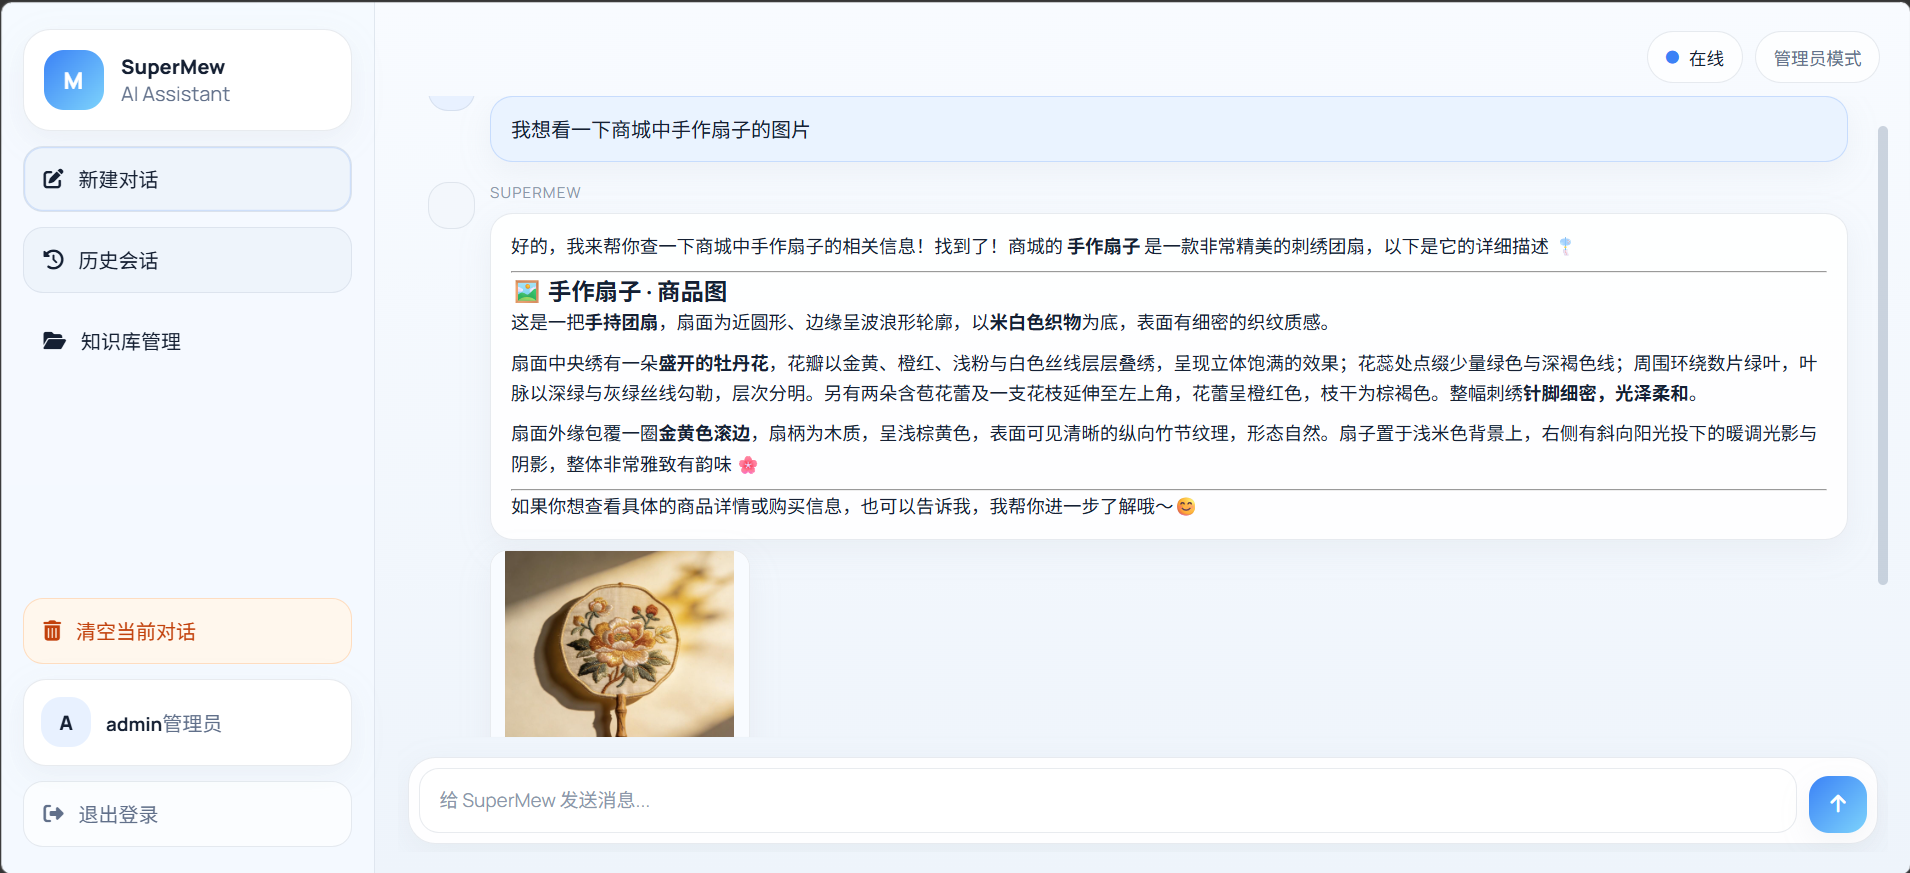 M
SuperMew
AI Assistant
新建对话
历史会话
知识库管理
清空当前对话
A
admin管理员
退出登录
在线
管理员模式
我想看一下商城中手作扇子的图片
SUPERMEW
好的，我来帮你查一下商城中手作扇子的相关信息！找到了！商城的 手作扇子 是一款非常精美的刺绣团扇，以下是它的详细描述 🎐
🖼️ 手作扇子 · 商品图
这是一把手持团扇，扇面为近圆形、边缘呈波浪形轮廓，以米白色织物为底，表面有细密的织纹质感。
扇面中央绣有一朵盛开的牡丹花，花瓣以金黄、橙红、浅粉与白色丝线层层叠绣，呈现立体饱满的效果；花蕊处点缀少量绿色与深褐色线；周围环绕数片绿叶，叶
脉以深绿与灰绿丝线勾勒，层次分明。另有两朵含苞花蕾及一支花枝延伸至左上角，花蕾呈橙红色，枝干为棕褐色。整幅刺绣针脚细密，光泽柔和。
扇面外缘包覆一圈金黄色滚边，扇柄为木质，呈浅棕黄色，表面可见清晰的纵向竹节纹理，形态自然。扇子置于浅米色背景上，右侧有斜向阳光投下的暖调光影与
阴影，整体非常雅致有韵味 🌸
如果你想查看具体的商品详情或购买信息，也可以告诉我，我帮你进一步了解哦～😊
给 SuperMew 发送消息...